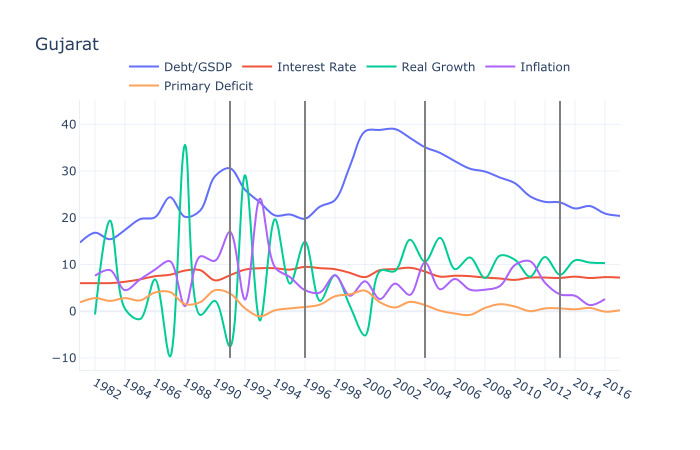 Gujarat
Debt/GSDP Interest Rate Real Growth Inflation
Primary Deficit
40
30
20
10
0
−10
1982 1984 1986 1988 1990 1992 1994 1996 1998 2000 2002 2004 2006 2008 2010 2012 2014 2016